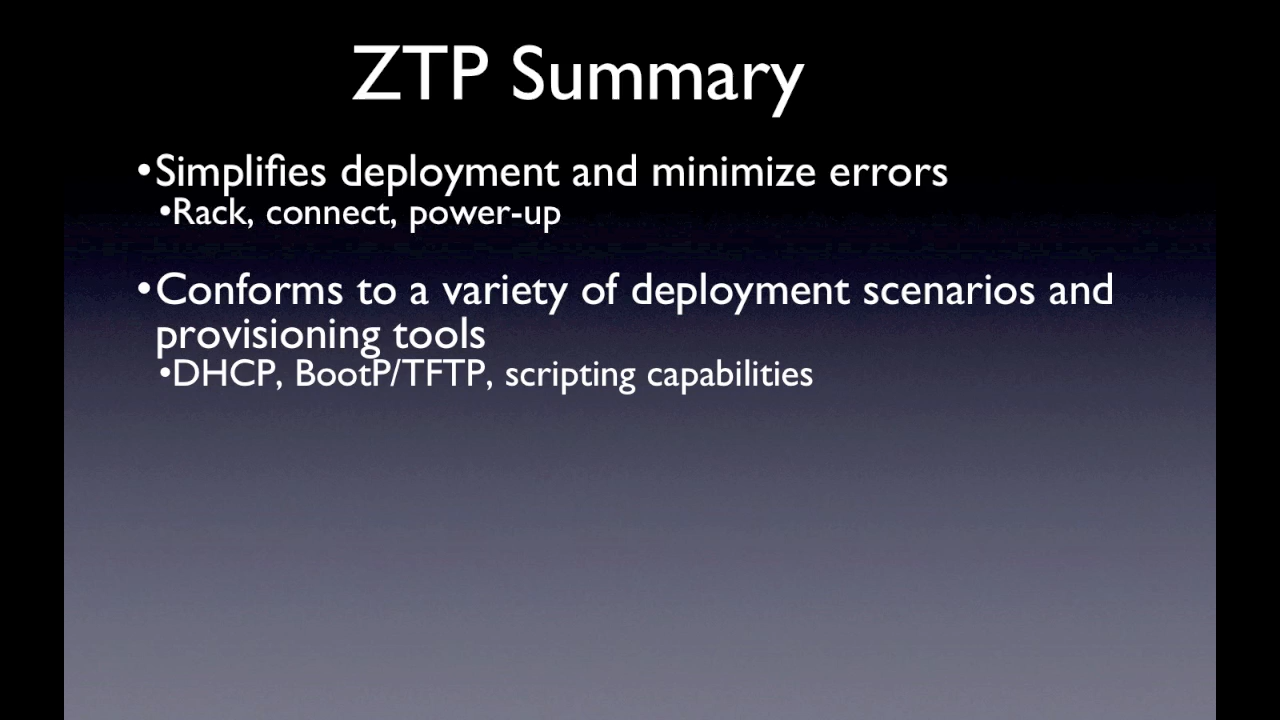 ZTP Summary
•Simplifies deployment and minimize errors
•Rack, connect, power-up
•Conforms to a variety of deployment scenarios and
provisioning tools
•DHCP, BootP/TFTP, scripting capabilities